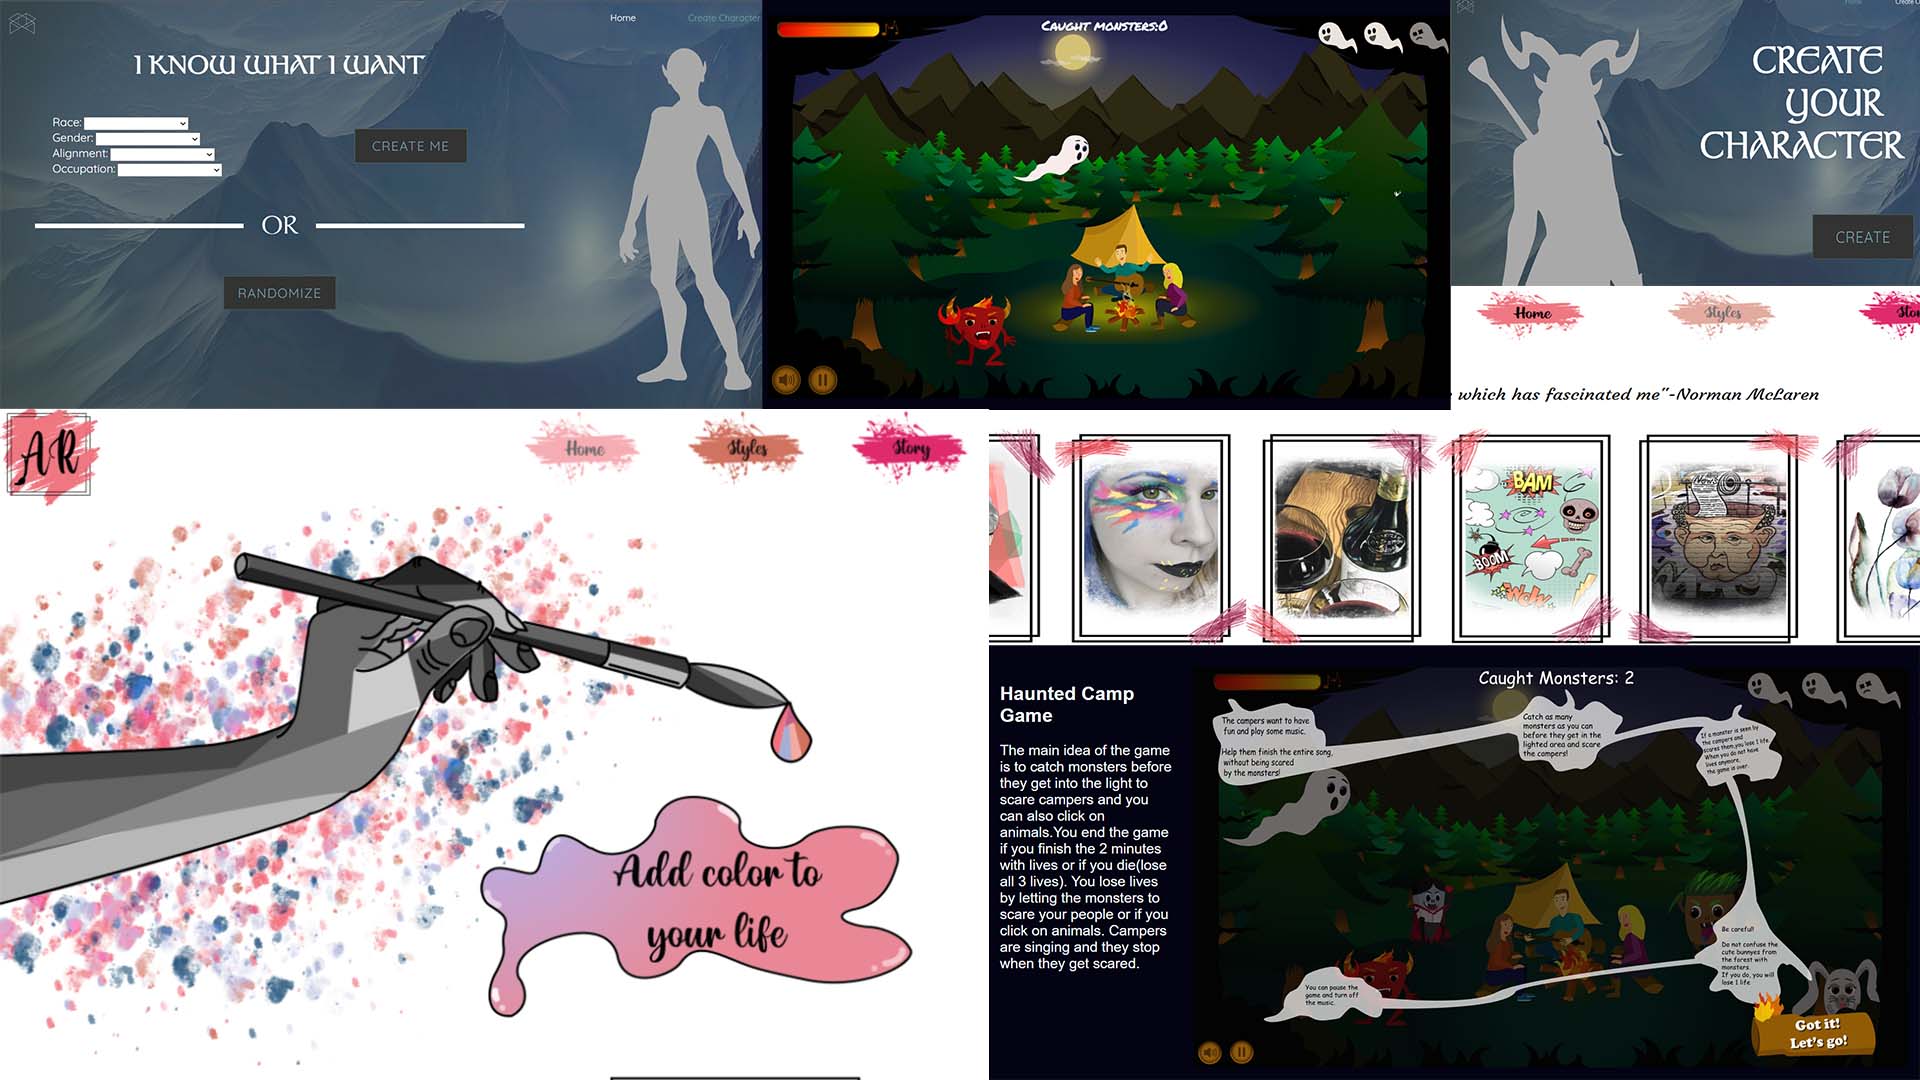 Home
Create Character
I KNOW WHAT I WANT
Race:
Gender:
Alignment:
Occupation:
CREATE ME
OR
RANDOMIZE
CAUGHT MONSTERS:0
Home
CREATE
YOUR
CHARACTER
CREATE
Home
Styles
which has fascinated me"-Norman McLaren
AR
Home
Styles
Story
Add color to
your life
BAM
BOOM
WOW
News
Haunted Camp
Game
The main idea of the game
is to catch monsters before
they get into the light to
scare campers and you
can also click on
animals.You end the game
if you finish the 2 minutes
with lives or if you die(lose
all 3 lives). You lose lives
by letting the monsters to
scare your people or if you
click on animals. Campers
are singing and they stop
when they get scared.
Caught Monsters: 2
The campers want to have
fun and play some music.
Help them finish the entire song,
without being scared
by the monsters!
Catch as many
monsters as you can
before they get in the
lighted area and scare
the campers!
If a monster is seen by
the campers and
scares them,you lose 1 life.
When you do not have
lives anymore,
the game is over.
Be careful!
Do not confuse the
cute bunnyes from
the forest with
monsters.
If you do, you will
lose 1 life
You can pause the
game and turn off
the music.
Got it!
Let's go!